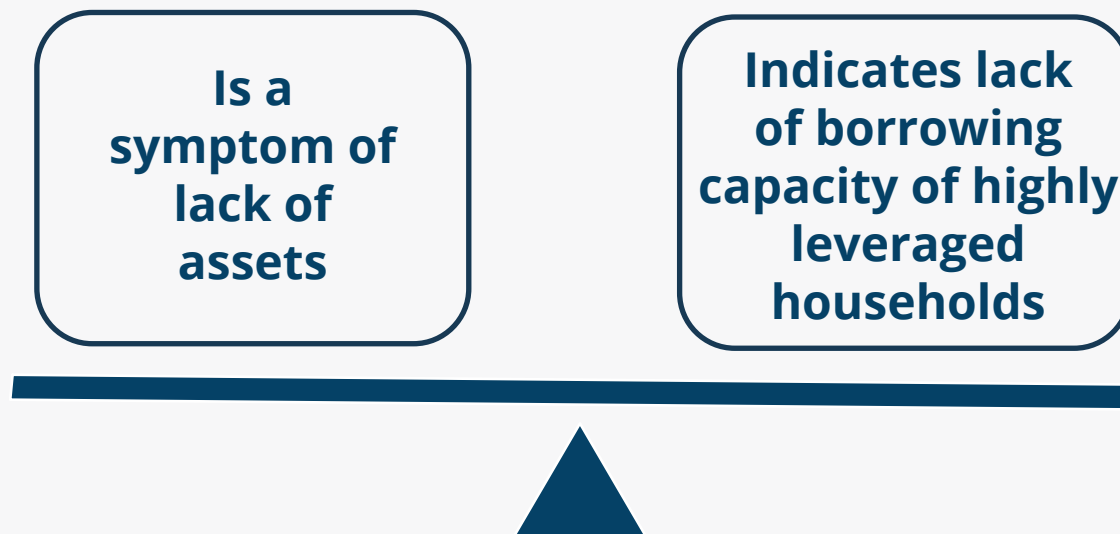 Is a
symptom of
lack of
assets
Indicates lack
of borrowing
capacity of highly
leveraged
households